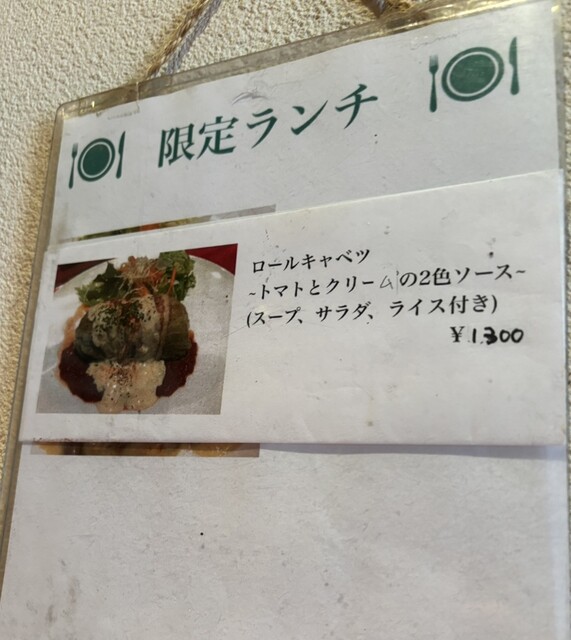 限定ランチ
ロールキャベツ
~トマトとクリームの2色ソース~
(スープ、サラダ、ライス付き)
¥1.300